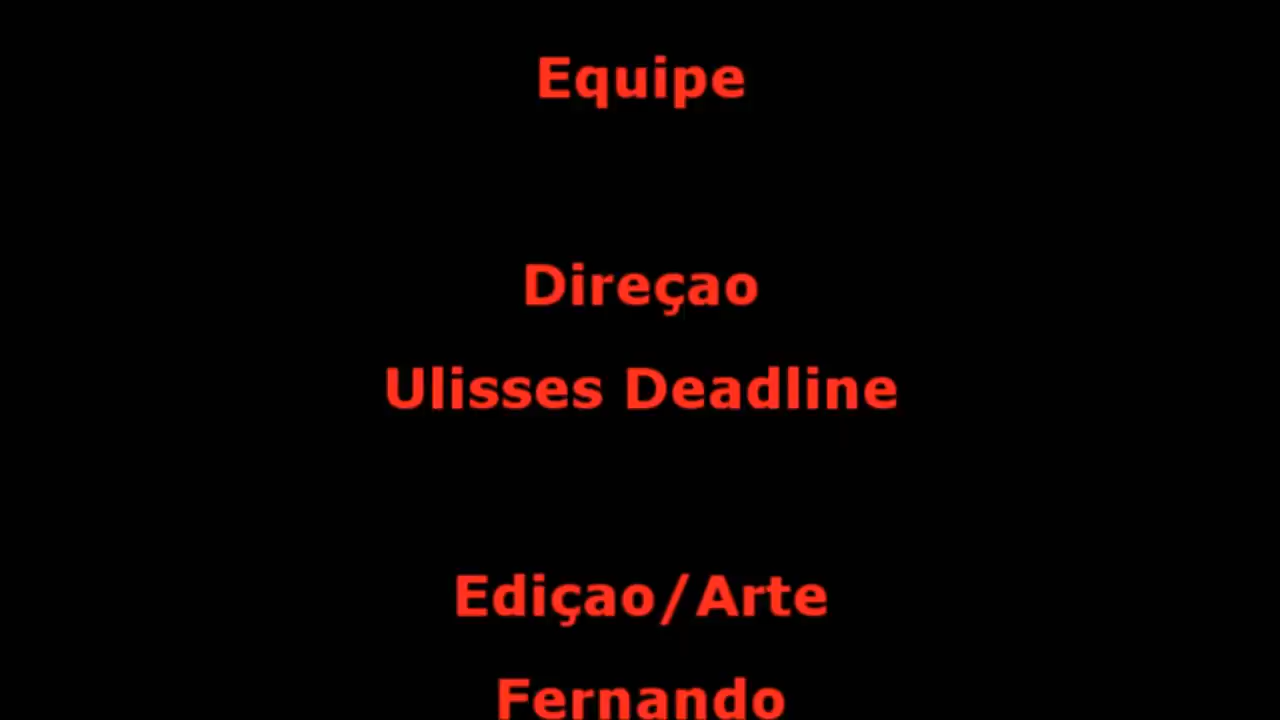 Equipe
Direçao
Ulisses Deadline
Ediçao/Arte
Fernando